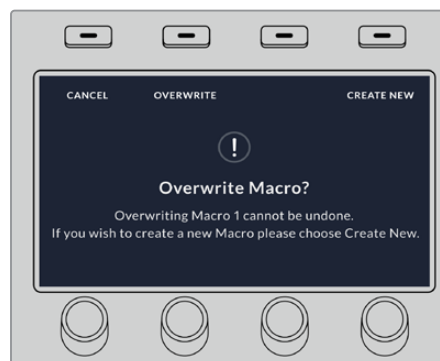 CANCEL OVERWRITE CREATE NEW
!
Overwrite Macro?
Overwriting Macro 1 cannot be undone.
If you wish to create a new Macro please choose Create New.